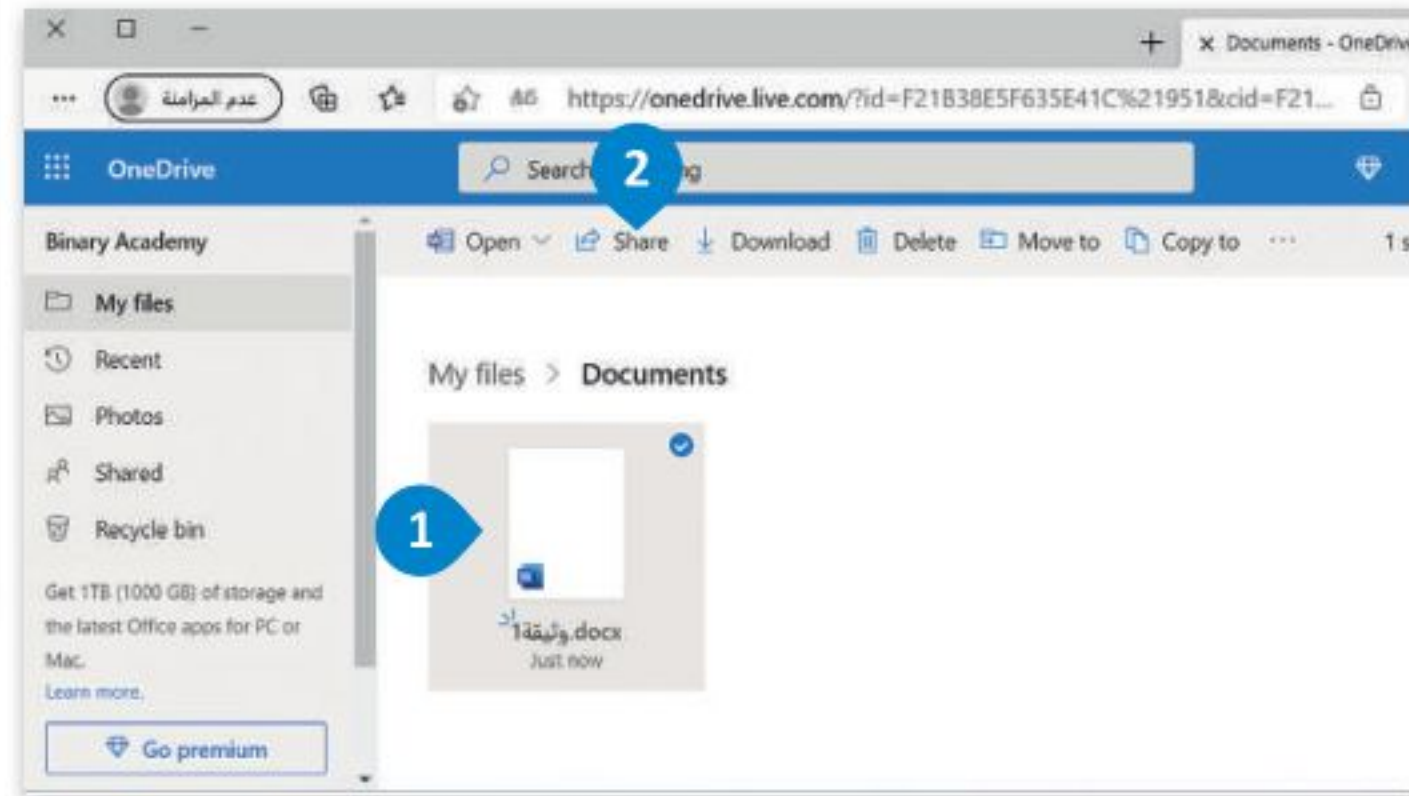 Documents - OneDrive
عدم المزامنة
https://onedrive.live.com/?id=F21B38E5F635E41C%21951&cid=F21...
OneDrive
Search
2
Binary Academy
Open
Share
Download
Delete
Move to
Copy to
1 s
My files
Recent
Photos
Shared
Recycle bin
Get 1TB (1000 GB) of storage and
the latest Office apps for PC or
Mac.
Learn more.
Go premium
My files > Documents
1
وثيقة1.docx
Just now